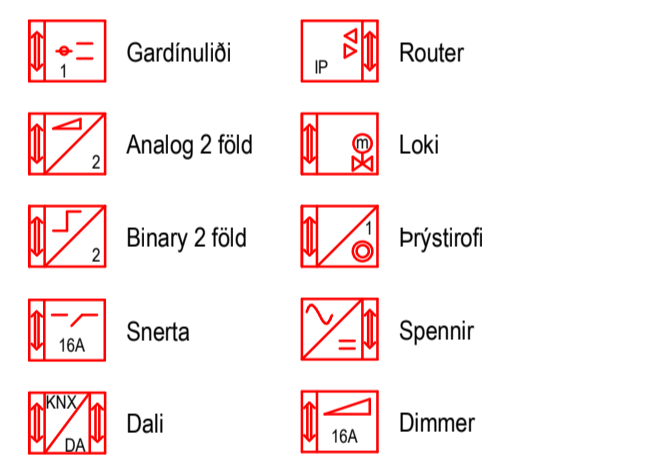 1 Gardínuliði
IP Router
2 Analog 2 föld
m Loki
2 Binary 2 föld
1 Þrýstirofi
16A Snerta
Spennir
KNX DA Dali
16A Dimmer